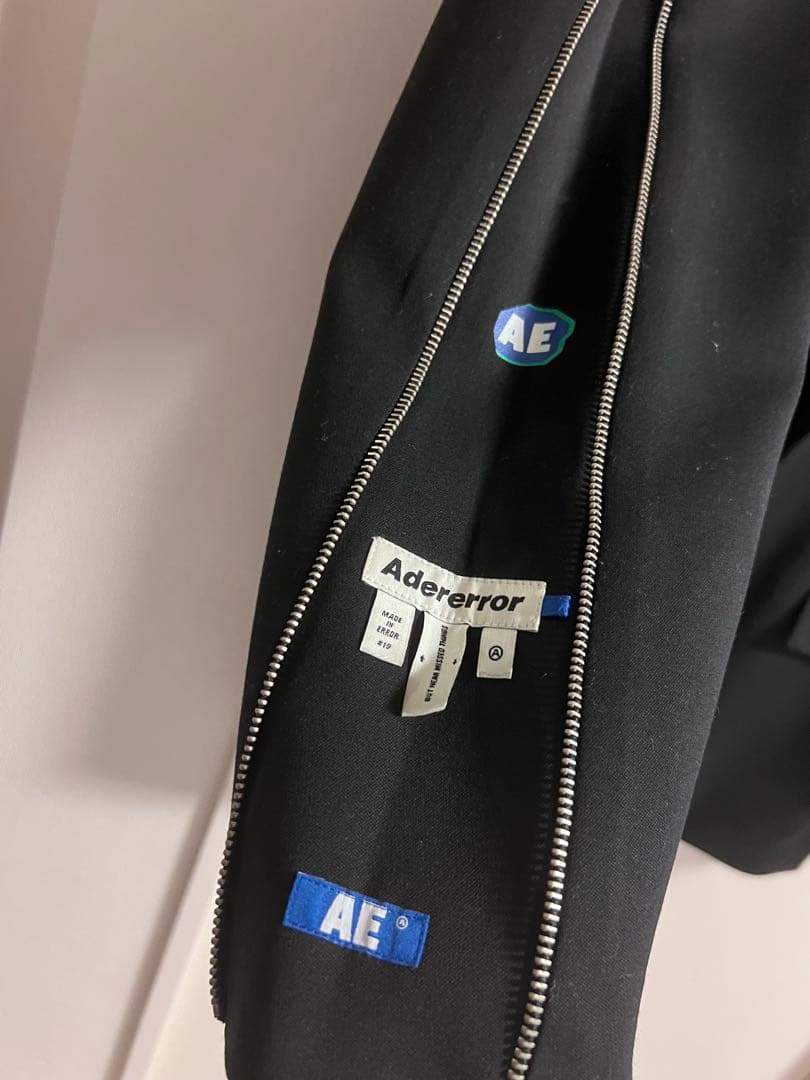 AE
Adererror
MADE
IN
ERROR
#19
BUT NEAR MISSED THINGS
A
AE